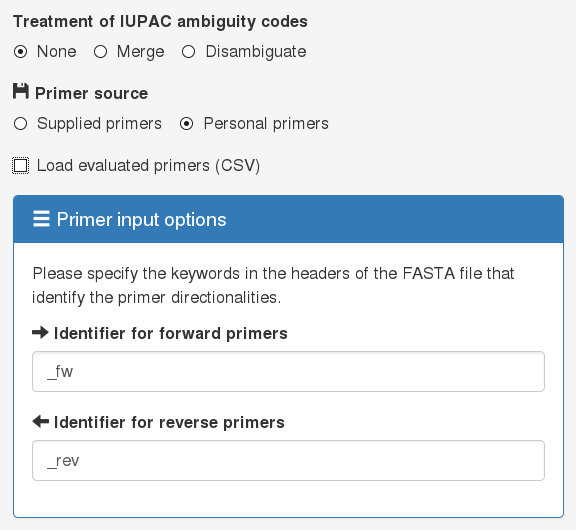 Treatment of IUPAC ambiguity codes
None Merge Disambiguate
Primer source
Supplied primers Personal primers
Load evaluated primers (CSV)
Primer input options
Please specify the keywords in the headers of the FASTA file that
identify the primer directionalities.
Identifier for forward primers
_fw
Identifier for reverse primers
_rev